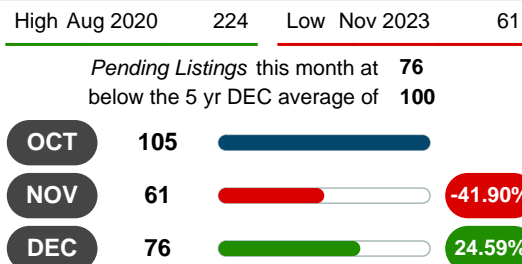 High Aug 2020 224 Low Nov 2023 61
Pending Listings this month at 76
below the 5 yr DEC average of 100
OCT 105
NOV 61 -41.90%
DEC 76 24.59%